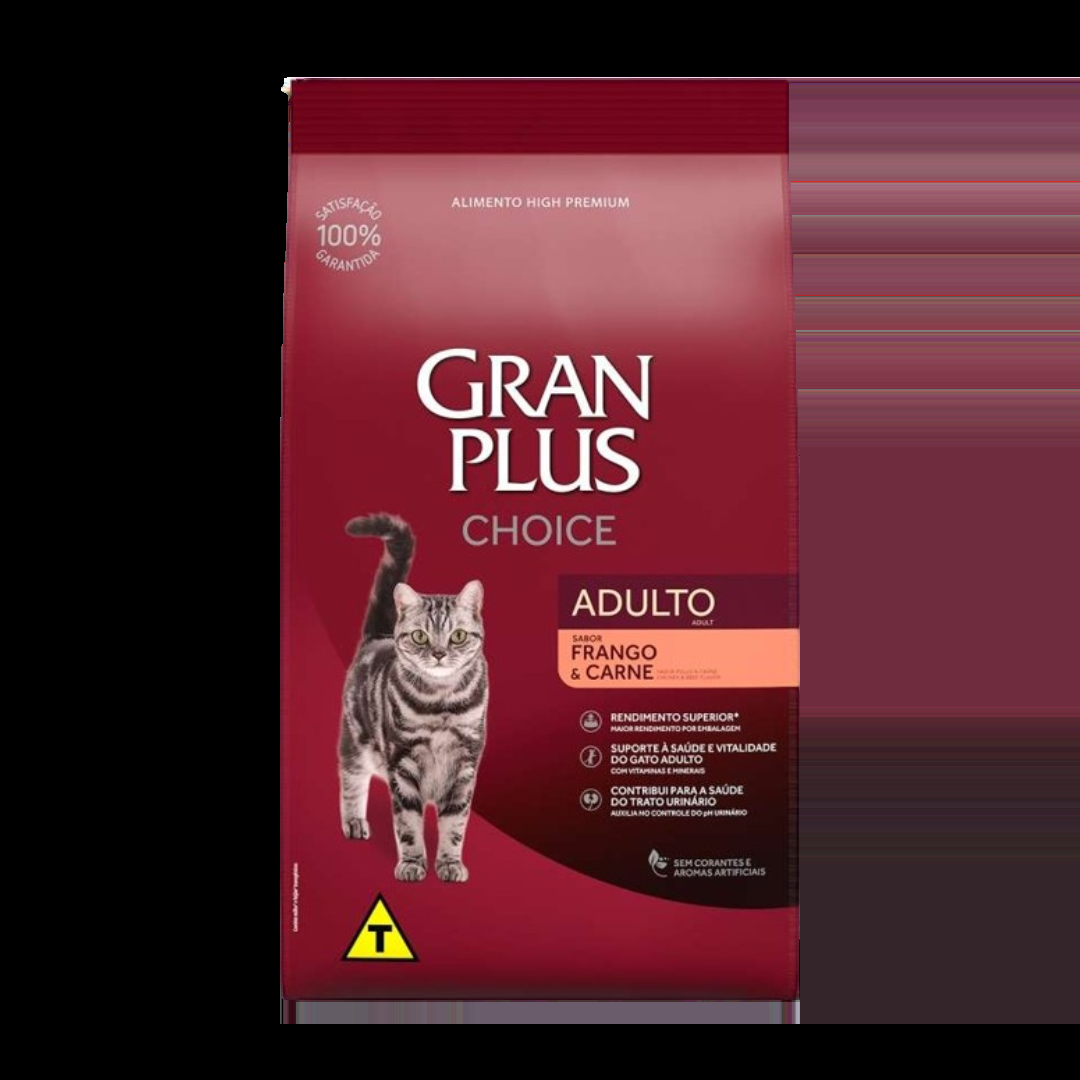 ALIMENTO HIGH PREMIUM
SATISFAÇÃO
100%
GARANTIDA
GRAN
PLUS
CHOICE
ADULTO
ADULT
SABOR
FRANGO
& CARNE
RENDIMENTO SUPERIOR*
MAIOR RENDIMENTO POR EMBALAGEM
SUPORTE À SAÚDE E VITALIDADE
DO GATO ADULTO
COM VITAMINAS E MINERAIS
CONTRIBUI PARA A SAÚDE
DO TRATO URINÁRIO
AUXILIA NO CONTROLE DO pH URINÁRIO
SEM CORANTES E
AROMAS ARTIFICIAIS
T